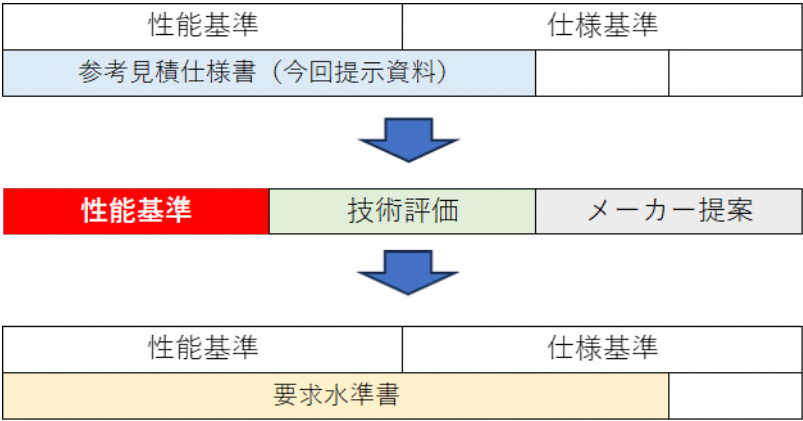 性能基準 仕様基準
参考見積仕様書（今回提示資料）
性能基準 技術評価 メーカー提案
性能基準 仕様基準
要求水準書